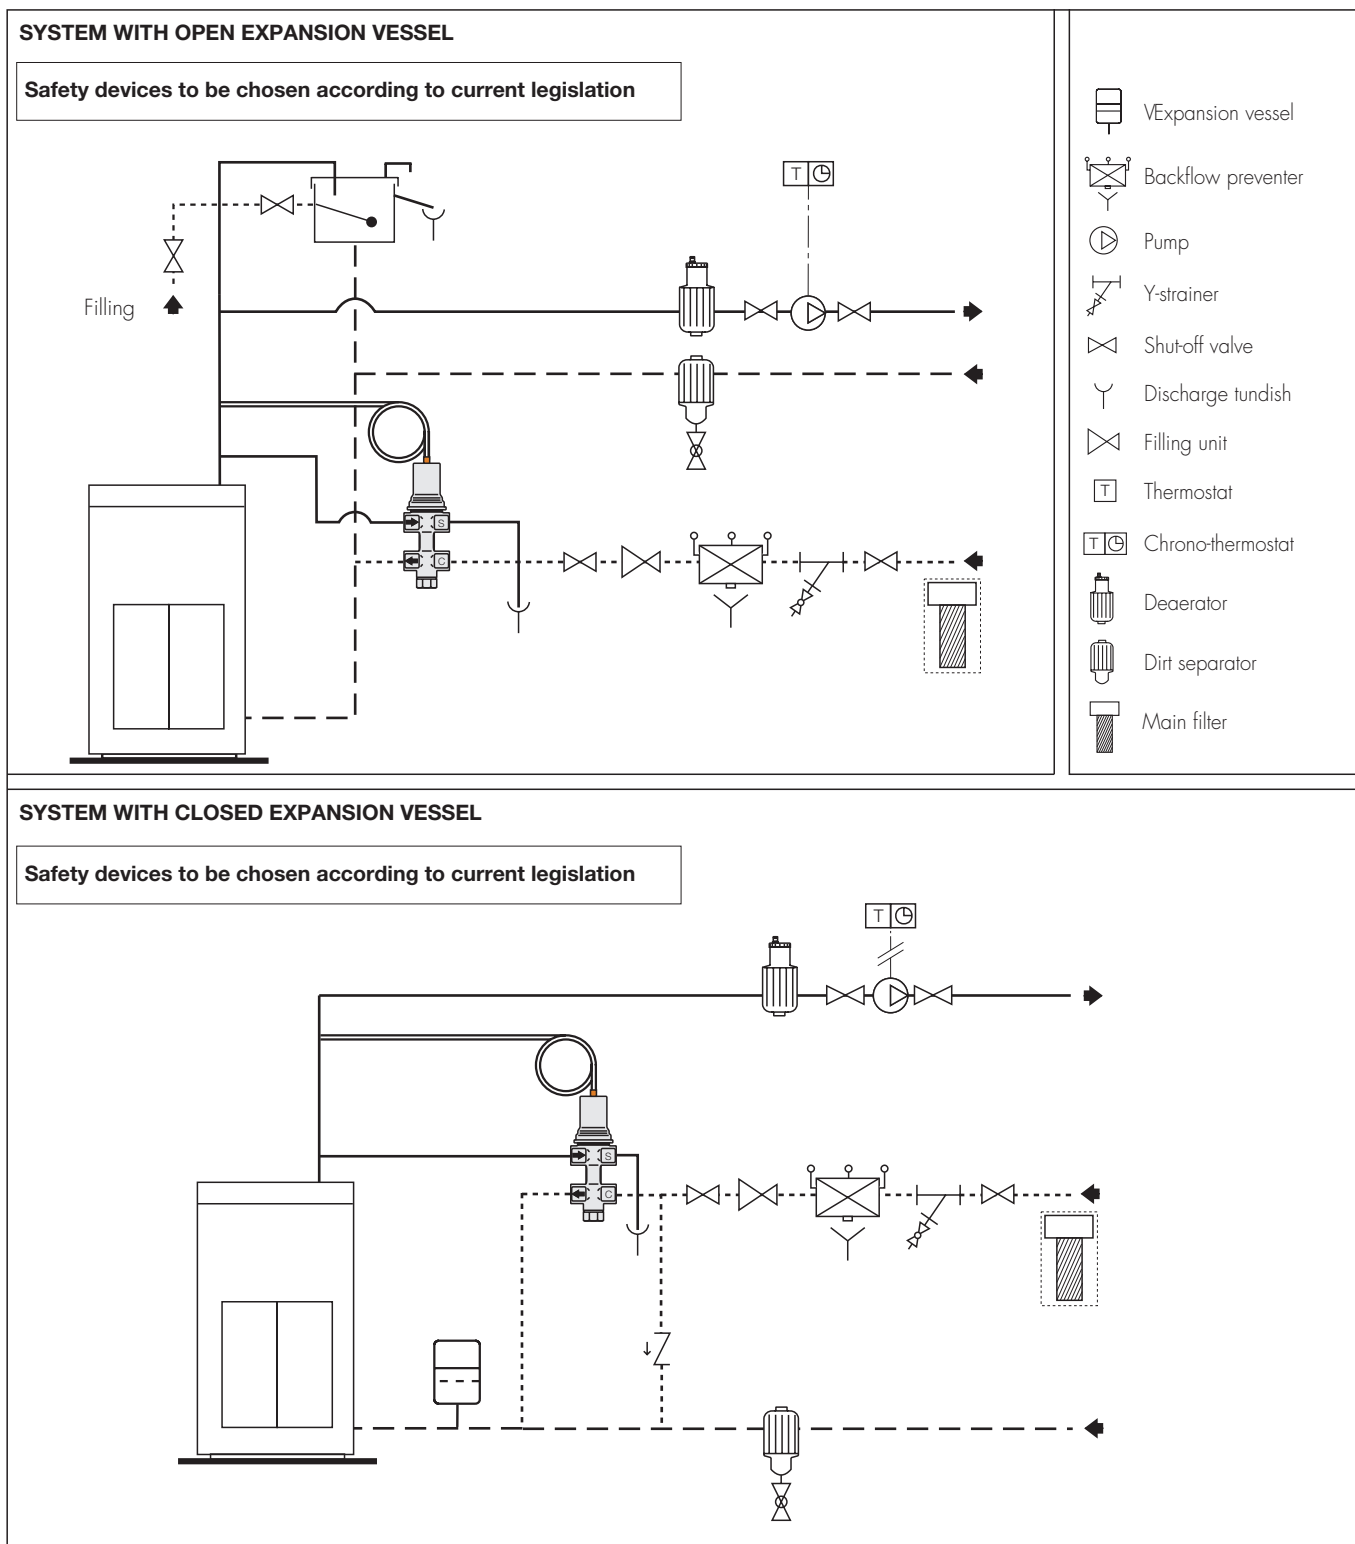 SYSTEM WITH OPEN EXPANSION VESSEL
Safety devices to be chosen according to current legislation
T
Filling
S
C
VExpansion vessel
Backflow preventer
Pump
Y-strainer
Shut-off valve
Discharge tundish
Filling unit
T Thermostat
T Chrono-thermostat
Deaerator
Dirt separator
Main filter
SYSTEM WITH CLOSED EXPANSION VESSEL
Safety devices to be chosen according to current legislation
T
S
C